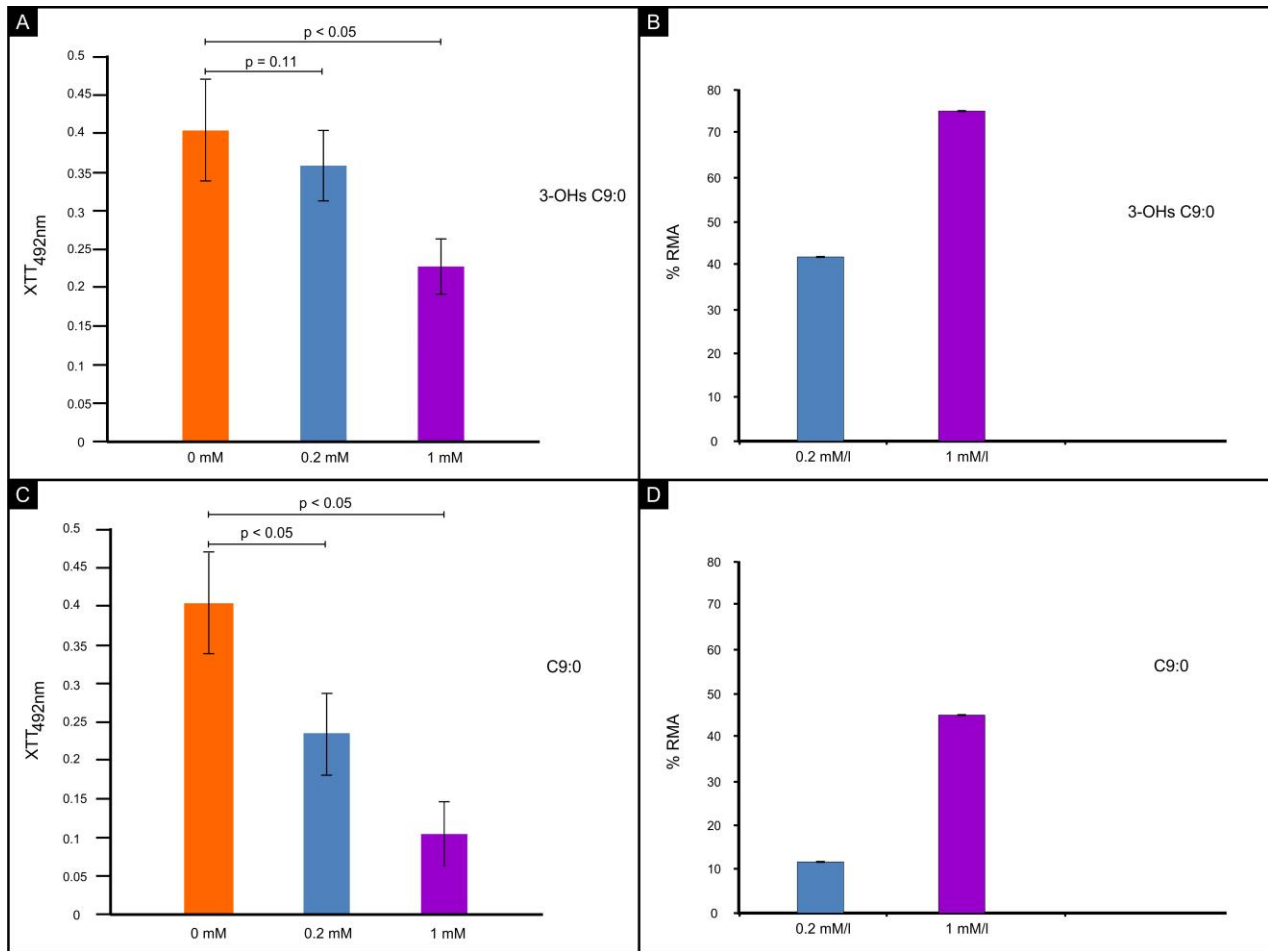 A
p < 0.05
p = 0.11
0.5
0.45
0.4
0.35
0.3
0.25
0.2
0.15
0.1
0.05
0
XTT492nm
3-OHs C9:0
0 mM 0.2 mM 1 mM
B
80
70
60
50
40
30
20
10
0
% RMA
3-OHs C9:0
0.2 mM/l 1 mM/l
C
p < 0.05
p < 0.05
0.5
0.45
0.4
0.35
0.3
0.25
0.2
0.15
0.1
0.05
0
XTT492nm
C9:0
0 mM 0.2 mM 1 mM
D
80
70
60
50
40
30
20
10
0
% RMA
C9:0
0.2 mM/l 1 mM/l